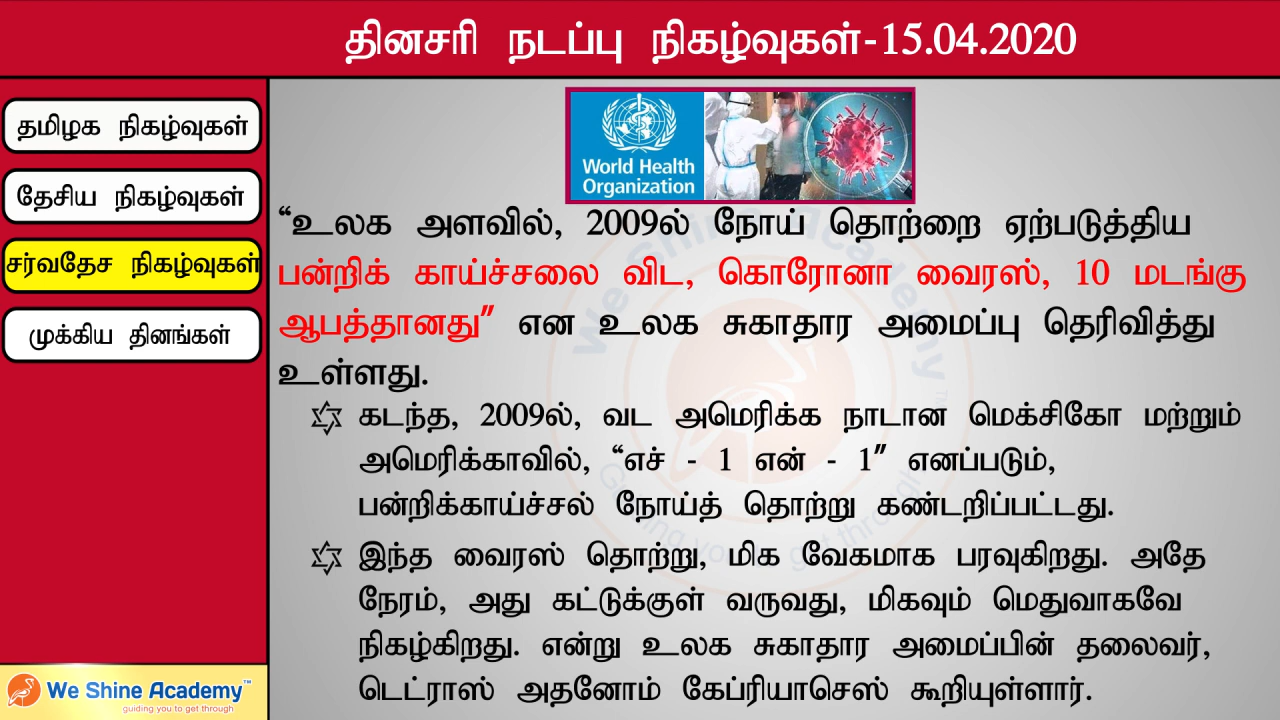 தினசரி நடப்பு நிகழ்வுகள்-15.04.2020
தமிழக நிகழ்வுகள்
தேசிய நிகழ்வுகள்
சர்வதேச நிகழ்வுகள்
முக்கிய தினங்கள்
World Health
Organization
“உலக அளவில், 2009ல் நோய் தொற்றை ஏற்படுத்திய
பன்றிக் காய்ச்சலை விட, கொரோனா வைரஸ், 10 மடங்கு
ஆபத்தானது” என உலக சுகாதார அமைப்பு தெரிவித்து
உள்ளது.
✡ கடந்த, 2009ல், வட அமெரிக்க நாடான மெக்சிகோ மற்றும்
அமெரிக்காவில், “எச் - 1 என் - 1” எனப்படும்,
பன்றிக்காய்ச்சல் நோய்த் தொற்று கண்டறிப்பட்டது.
✡ இந்த வைரஸ் தொற்று, மிக வேகமாக பரவுகிறது. அதே
நேரம், அது கட்டுக்குள் வருவது, மிகவும் மெதுவாகவே
நிகழ்கிறது. என்று உலக சுகாதார அமைப்பின் தலைவர்,
டெட்ராஸ் அதனோம் கேப்ரியாசெஸ் கூறியுள்ளார்.
We Shine Academy™
guiding you to get through